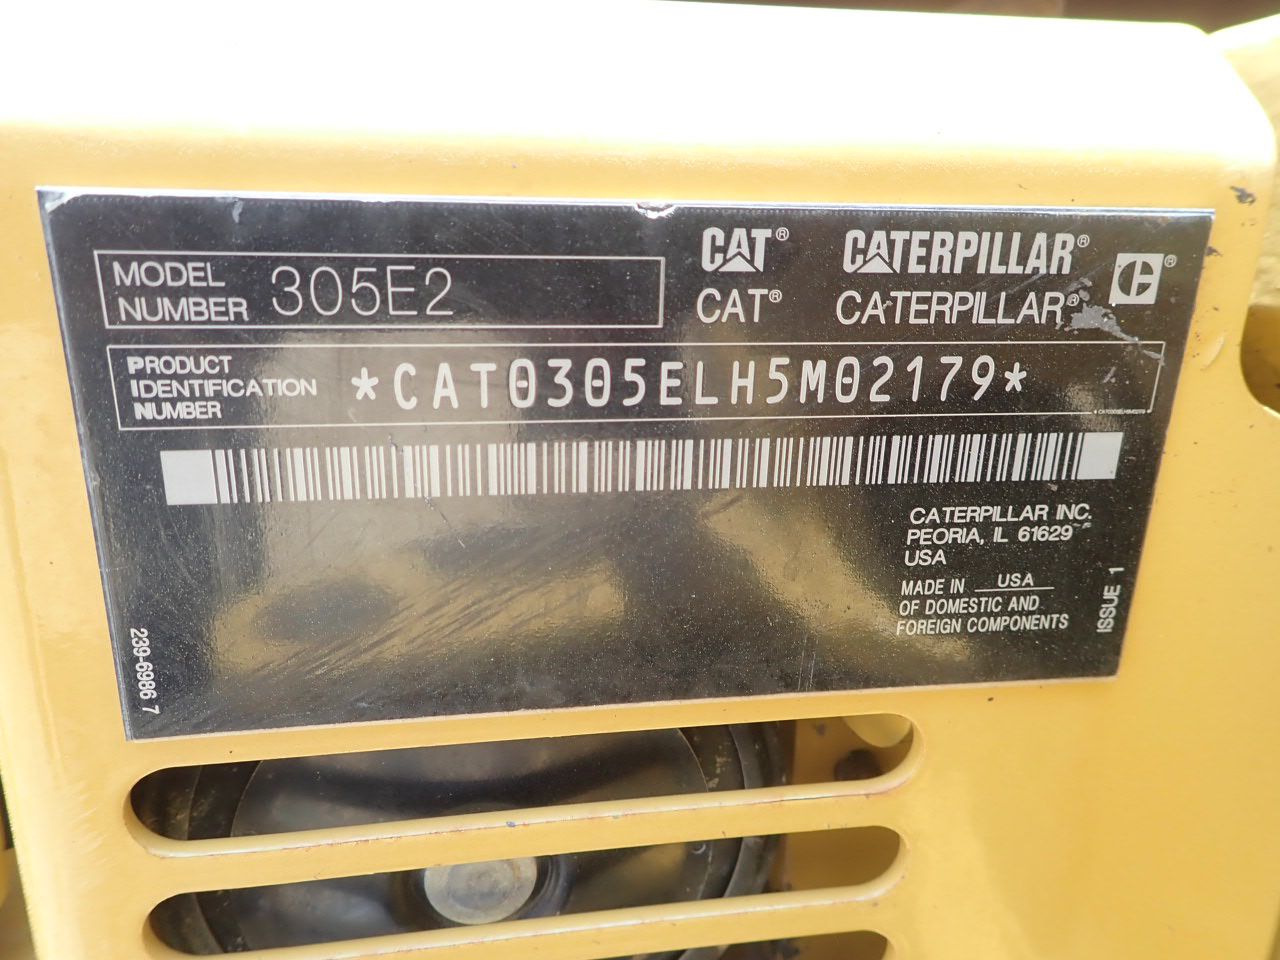 CAT® CATERPILLAR® ®
MODEL NUMBER 305E2
CAT® CATERPILLAR®
PRODUCT IDENTIFICATION NUMBER *CAT0305ELH5M02179*
*CAT0305ELH5M02179*
CATERPILLAR INC.
PEORIA, IL 61629
USA
MADE IN USA
OF DOMESTIC AND
FOREIGN COMPONENTS
ISSUE 1
239-6986 7